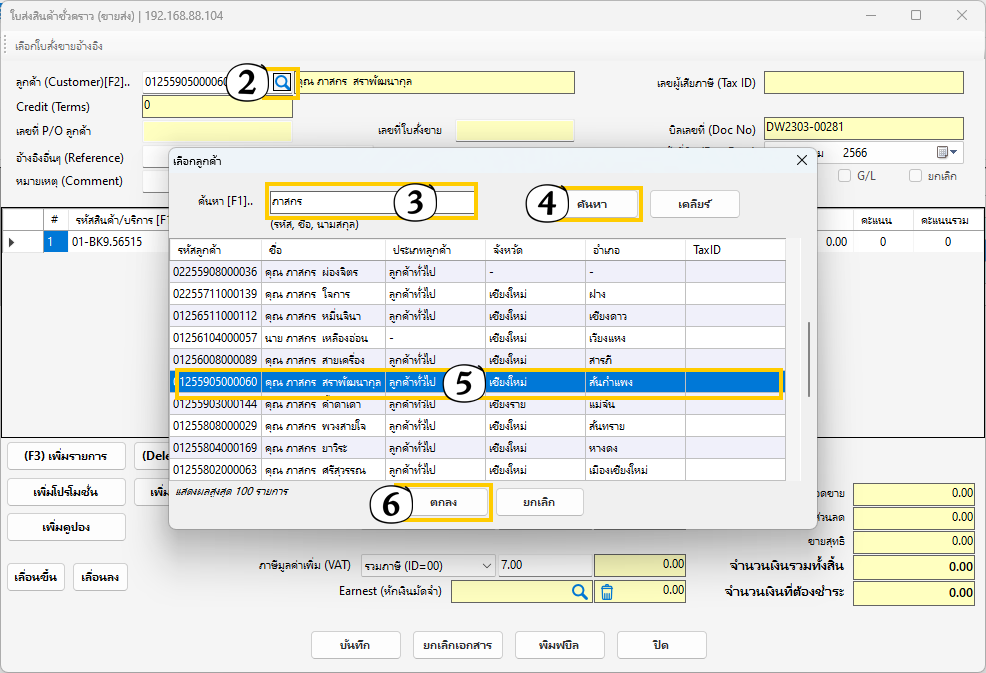 ใบส่งสินค้าชั่วคราว (ขายส่ง) | 192.168.88.104
เลือกใบสั่งขายอ้างอิง
ลูกค้า (Customer)[F2].. 01255905000060 2 คุณ ภาสกร สราพัฒนากุล เลขผู้เสียภาษี (Tax ID)
Credit (Terms) 0
เลขที่ P/O ลูกค้า เลขที่ใบสั่งขาย บิลเลขที่ (Doc No) DW2303-00281
อ้างอิงอื่นๆ (Reference) 2566
หมายเหตุ (Comment) G/L ยกเลิก
# รหัสสินค้า/บริการ [F1 คะแนน คะแนนรวม
1 01-BK9.56515 0.00 0 0
เลือกลูกค้า
ค้นหา [F1].. ภาสกร 3 4 ค้นหา เคลียร์
(รหัส, ชื่อ, นามสกุล)
รหัสลูกค้า ชื่อ ประเภทลูกค้า จังหวัด อำเภอ TaxID
02255908000036 คุณ ภาสกร ผ่องจิตร ลูกค้าทั่วไป - -
02255711000139 คุณ ภาสกร ใจการ ลูกค้าทั่วไป เชียงใหม่ ฝาง
01256511000112 คุณ ภาสกร หมื่นจินา ลูกค้าทั่วไป เชียงใหม่ เชียงดาว
01256104000057 นาย ภาสกร เหลืองอ่อน - เชียงใหม่ เวียงแหง
01256008000089 คุณ ภาสกร สายเครื่อง ลูกค้าทั่วไป เชียงใหม่ สารภี
01255905000060 คุณ ภาสกร สราพัฒนากุล ลูกค้าทั่วไป 5 เชียงใหม่ สันกำแพง
01255903000144 คุณ ภาสกร คำดาเดา ลูกค้าทั่วไป เชียงราย แม่จัน
01255808000029 คุณ ภาสกร พวงสายใจ ลูกค้าทั่วไป เชียงใหม่ สันทราย
01255804000169 คุณ ภาสกร ยาวิระ ลูกค้าทั่วไป เชียงใหม่ หางดง
01255802000063 คุณ ภาสกร ศรีสุวรรณ ลูกค้าทั่วไป เชียงใหม่ เมืองเชียงใหม่
แสดงผลสูงสุด 100 รายการ
6 ตกลง ยกเลิก
(F3) เพิ่มรายการ (Dele
เพิ่มโปรโมชั่น เพิ่ม
เพิ่มคูปอง
เลื่อนขึ้น เลื่อนลง
อดขาย 0.00
ส่วนลด 0.00
ขายสุทธิ 0.00
ภาษีมูลค่าเพิ่ม (VAT) รวมภาษี (ID=00) 7.00 0.00 จำนวนเงินรวมทั้งสิ้น 0.00
Earnest (หักเงินมัดจำ) 0.00 จำนวนเงินที่ต้องชำระ 0.00
บันทึก ยกเลิกเอกสาร พิมพ์บิล ปิด